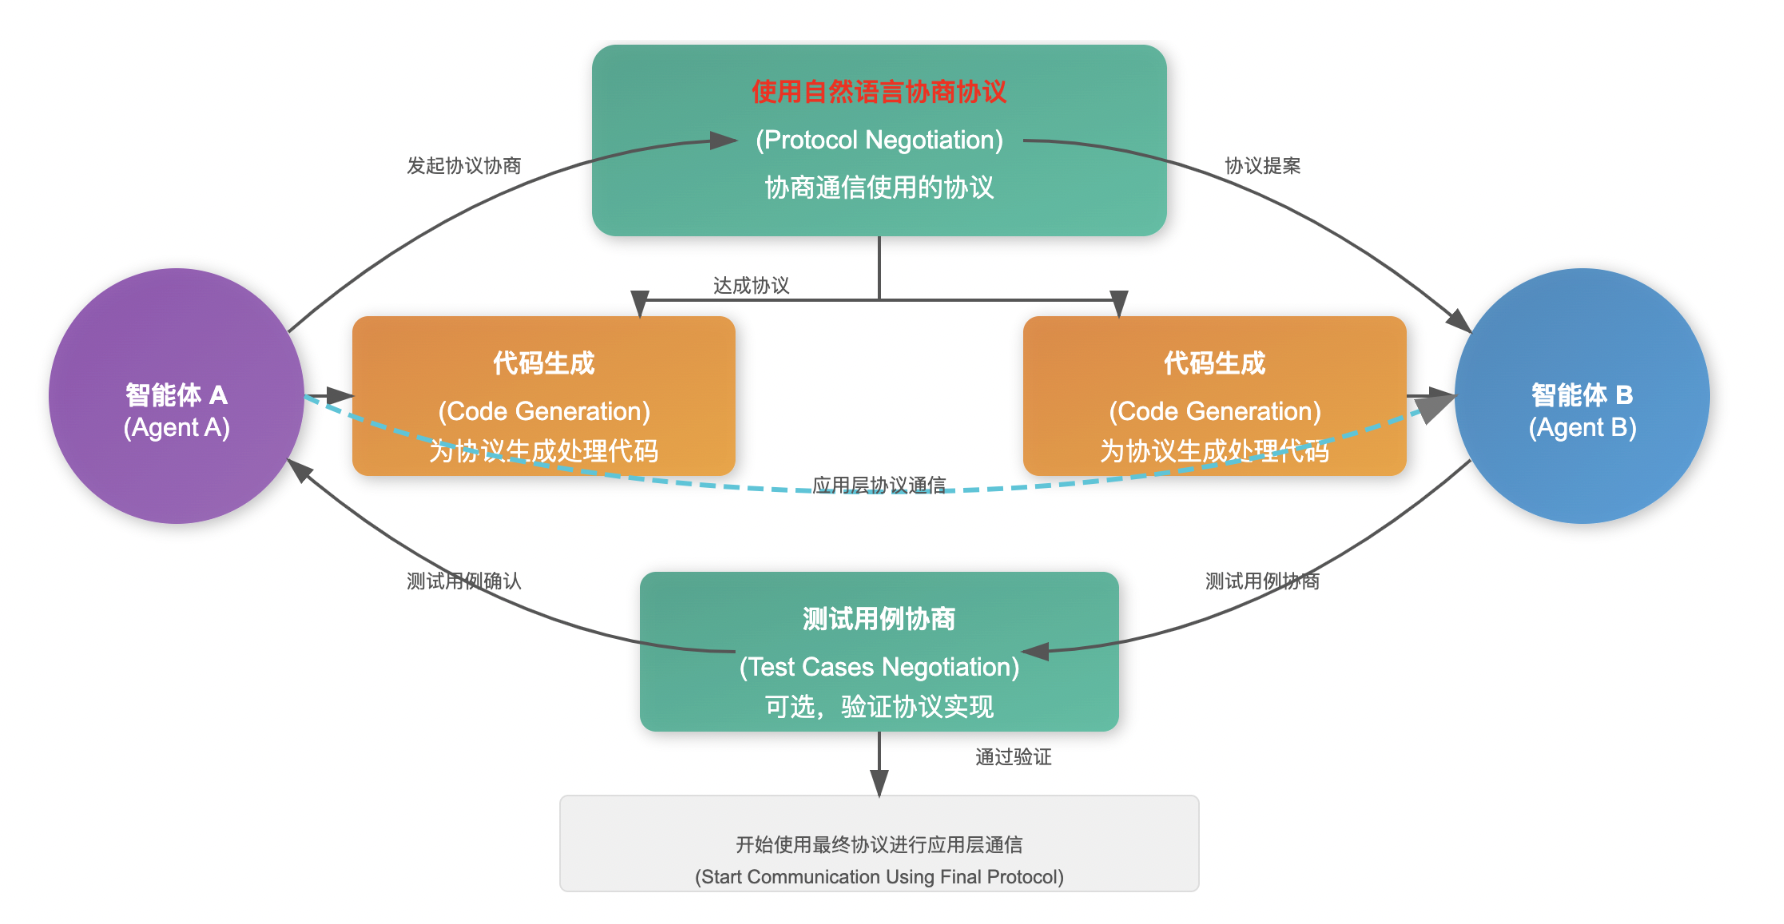 使用自然语言协商协议
(Protocol Negotiation)
协商通信使用的协议
发起协议协商
协议提案
达成协议
智能体 A
(Agent A)
代码生成
(Code Generation)
为协议生成处理代码
代码生成
(Code Generation)
为协议生成处理代码
智能体 B
(Agent B)
应用层协议通信
测试用例确认
测试用例协商
测试用例协商
(Test Cases Negotiation)
可选，验证协议实现
通过验证
开始使用最终协议进行应用层通信
(Start Communication Using Final Protocol)